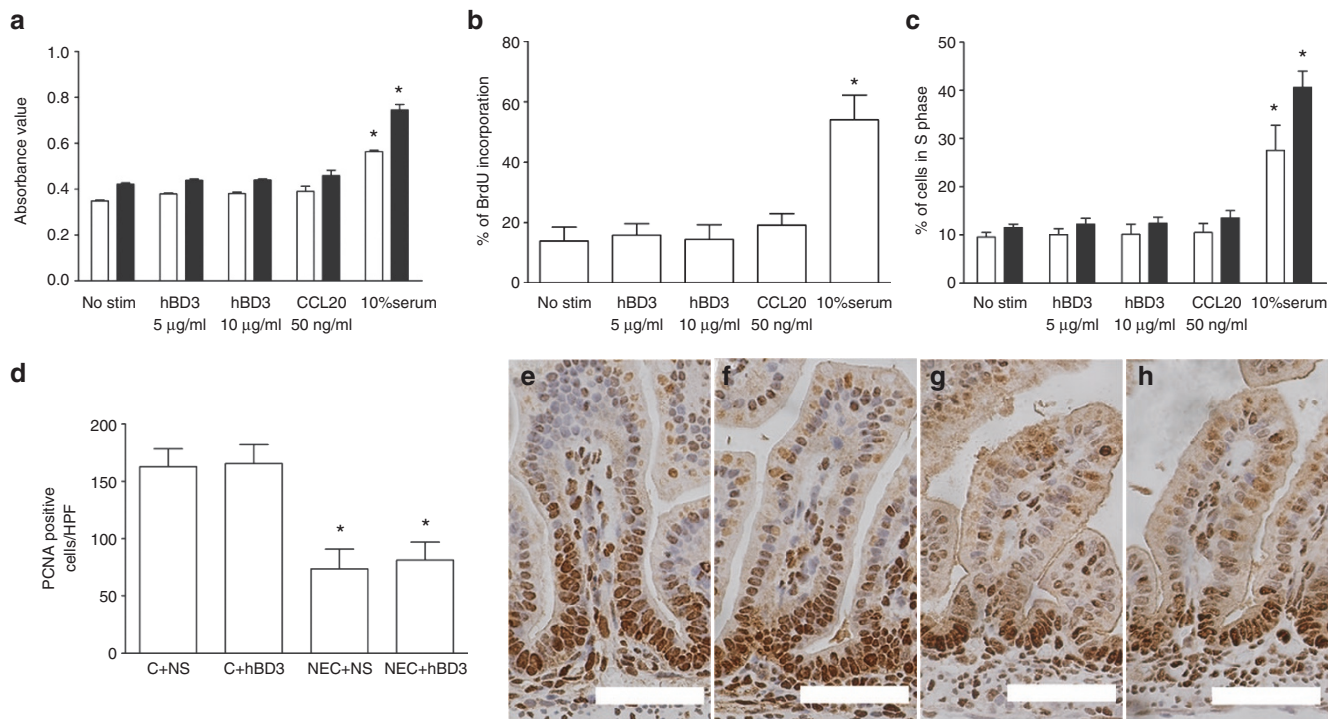 a
Absorbance value
1.0
0.8
0.6
0.4
0.2
0.0
* *
No stim hBD3 hBD3 CCL20 10%serum
5 μg/ml 10 μg/ml 50 ng/ml
b
% of BrdU incorporation
80
60
40
20
0
*
No stim hBD3 hBD3 CCL20 10%serum
5 μg/ml 10 μg/ml 50 ng/ml
c
% of cells in S phase
50
40
30
20
10
0
* *
No stim hBD3 hBD3 CCL20 10%serum
5 μg/ml 10 μg/ml 50 ng/ml
d
PCNA positive
cells/HPF
200
150
100
50
0
* *
C+NS C+hBD3 NEC+NS NEC+hBD3
e
f
g
h